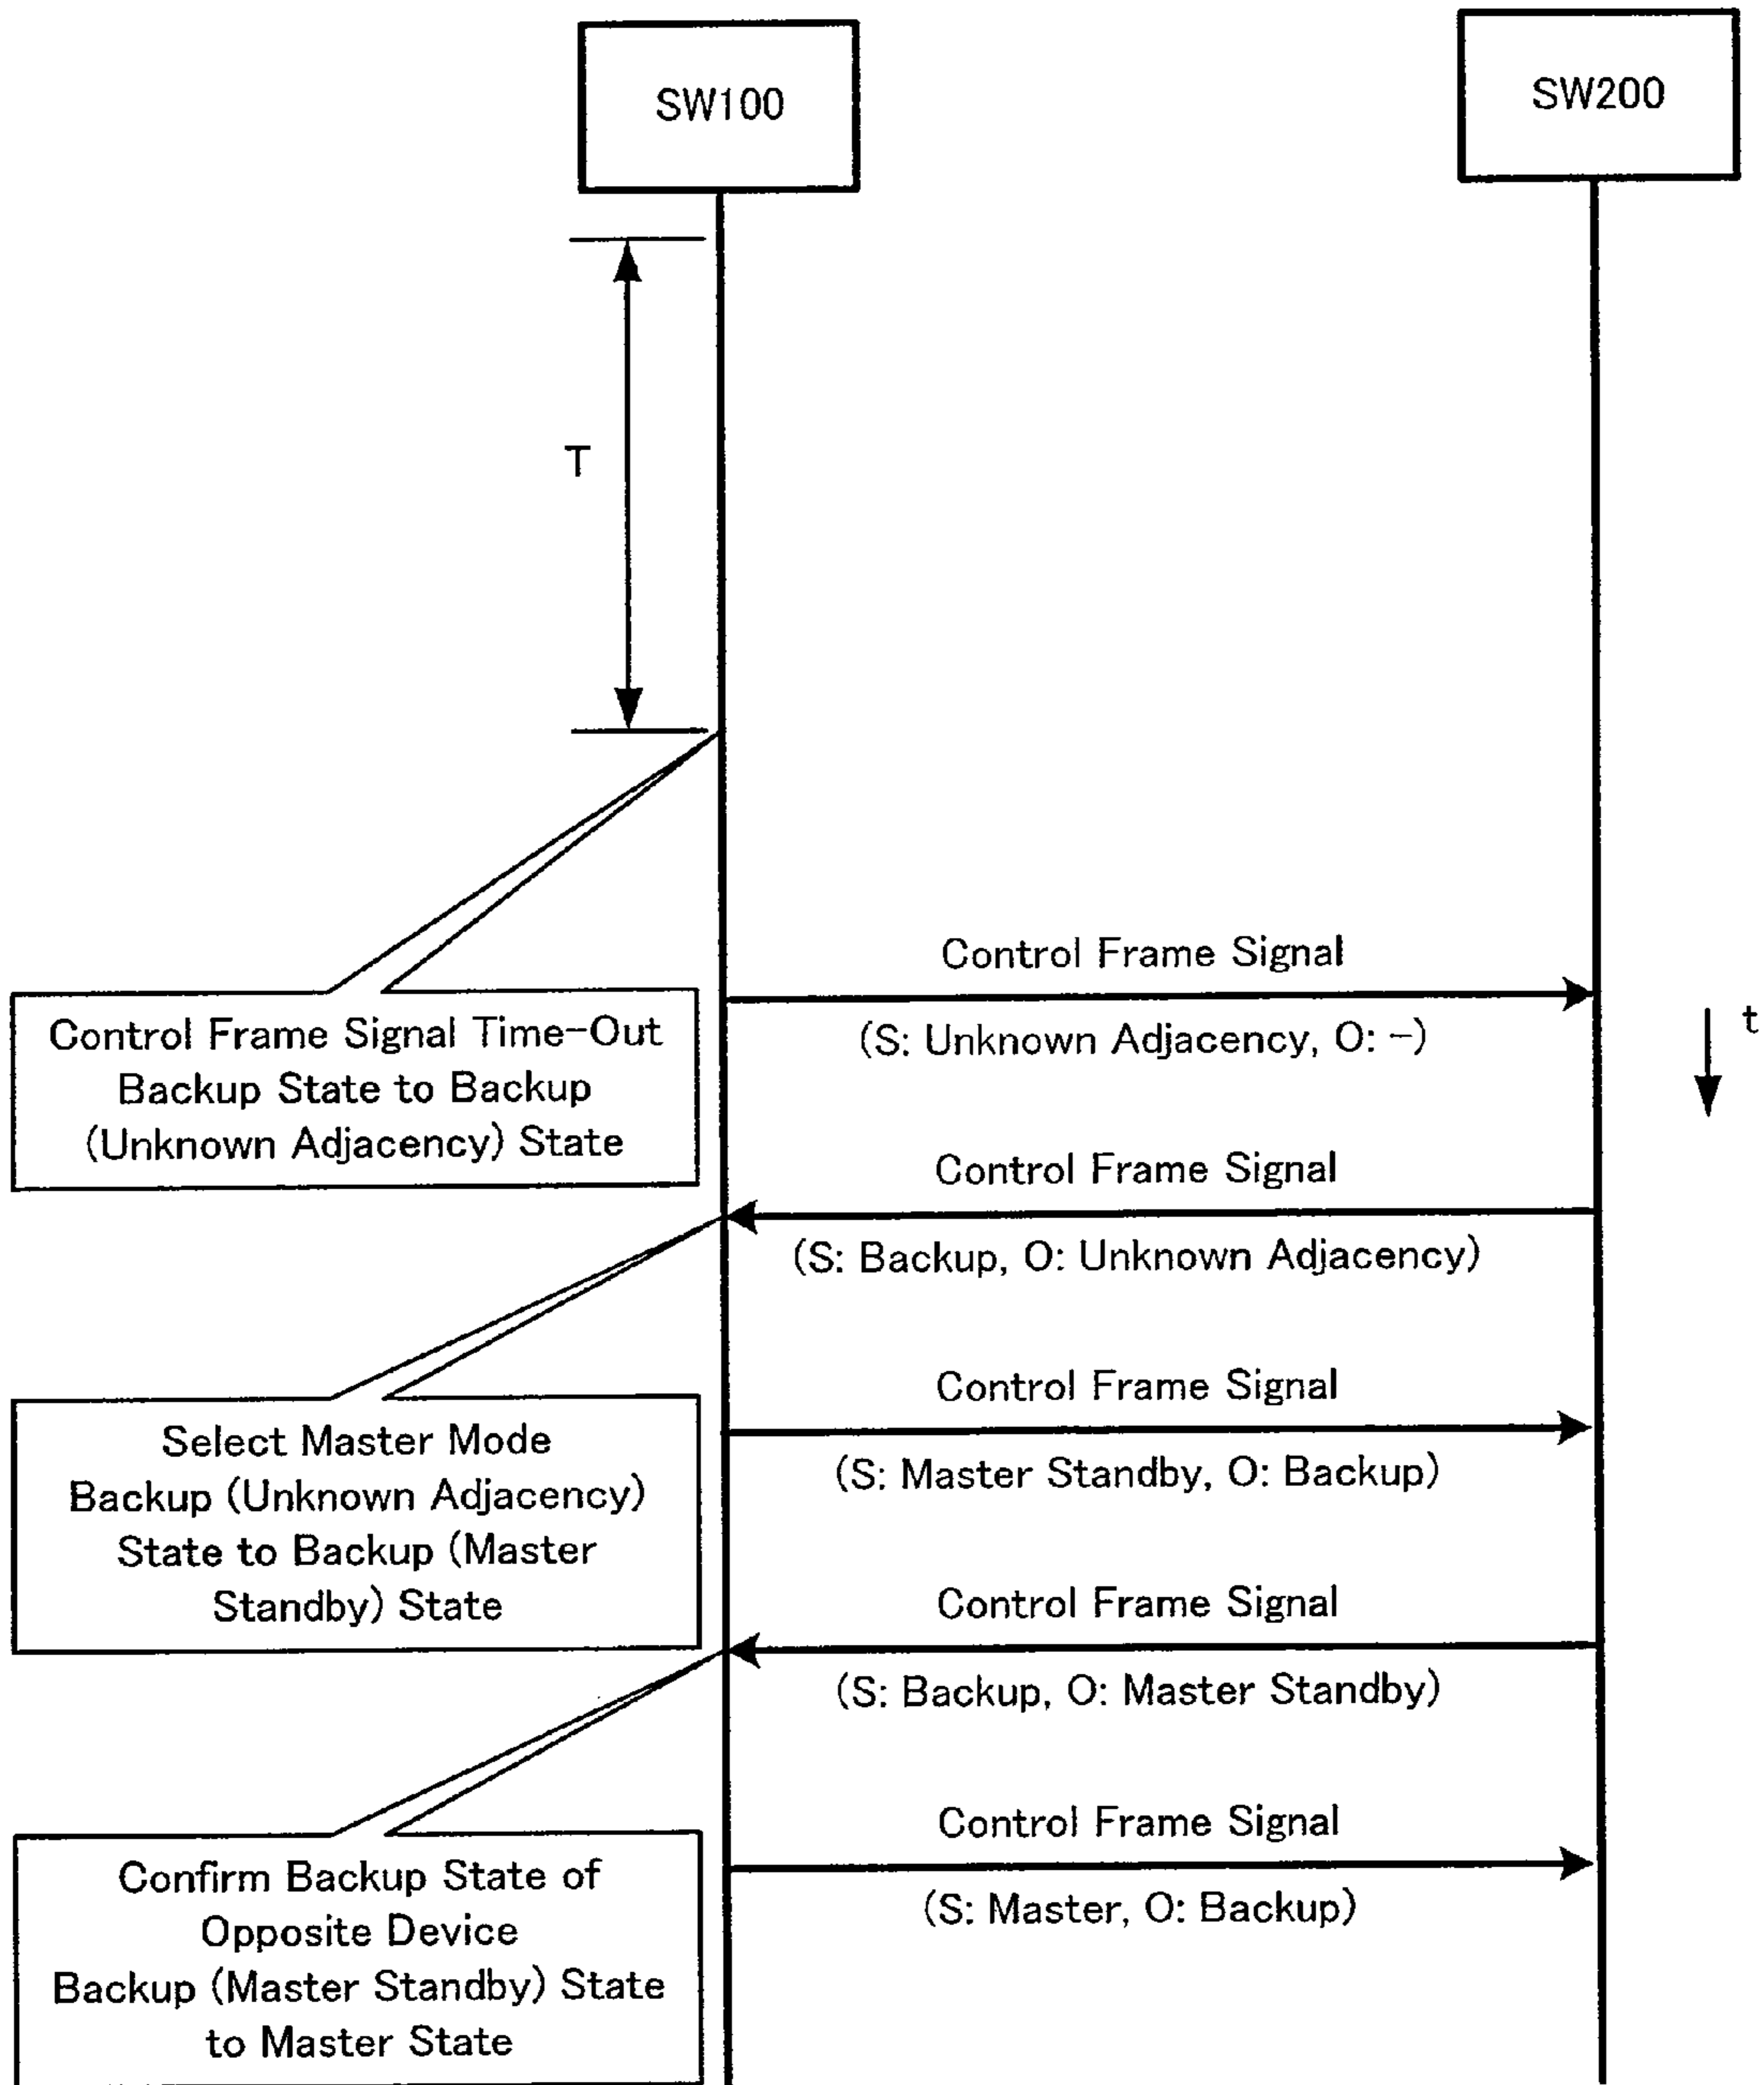 SW100
SW200
T
Control Frame Signal
(S: Unknown Adjacency, O: -)
t
Control Frame Signal Time-Out
Backup State to Backup
(Unknown Adjacency) State
Control Frame Signal
(S: Backup, O: Unknown Adjacency)
Control Frame Signal
(S: Master Standby, O: Backup)
Select Master Mode
Backup (Unknown Adjacency)
State to Backup (Master
Standby) State
Control Frame Signal
(S: Backup, O: Master Standby)
Control Frame Signal
(S: Master, O: Backup)
Confirm Backup State of
Opposite Device
Backup (Master Standby) State
to Master State